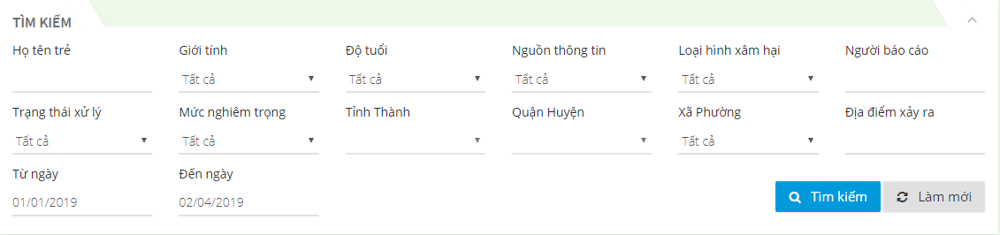 TÌM KIẾM
Họ tên trẻ Giới tính Độ tuổi Nguồn thông tin Loại hình xâm hại Người báo cáo
Tất cả Tất cả Tất cả Tất cả
Trạng thái xử lý Mức nghiêm trọng Tỉnh Thành Quận Huyện Xã Phường Địa điểm xảy ra
Tất cả Tất cả Tất cả
Từ ngày Đến ngày
01/01/2019 02/04/2019 Tìm kiếm Làm mới